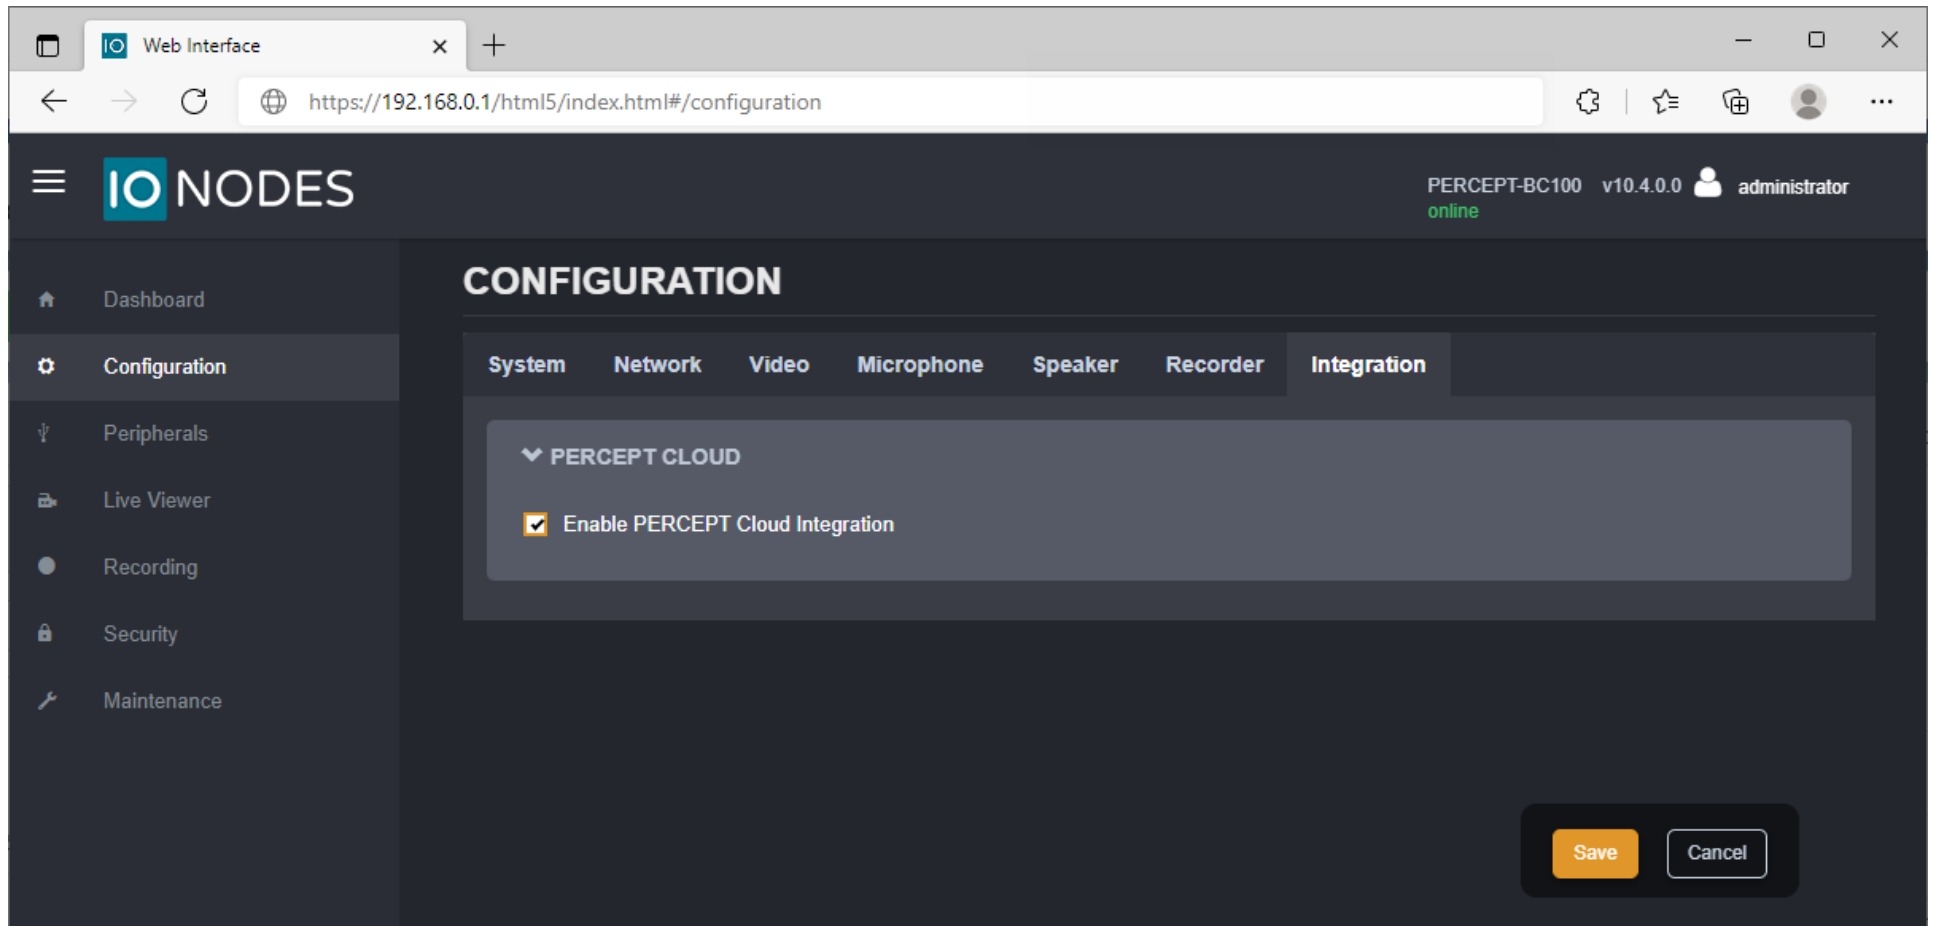 IO Web Interface
https://192.168.0.1/html5/index.html#/configuration
IO NODES
PERCEPT-BC100 v10.4.0.0 administrator
online
CONFIGURATION
Dashboard
Configuration
Peripherals
Live Viewer
Recording
Security
Maintenance
System Network Video Microphone Speaker Recorder Integration
PERCEPT CLOUD
Enable PERCEPT Cloud Integration
Save Cancel